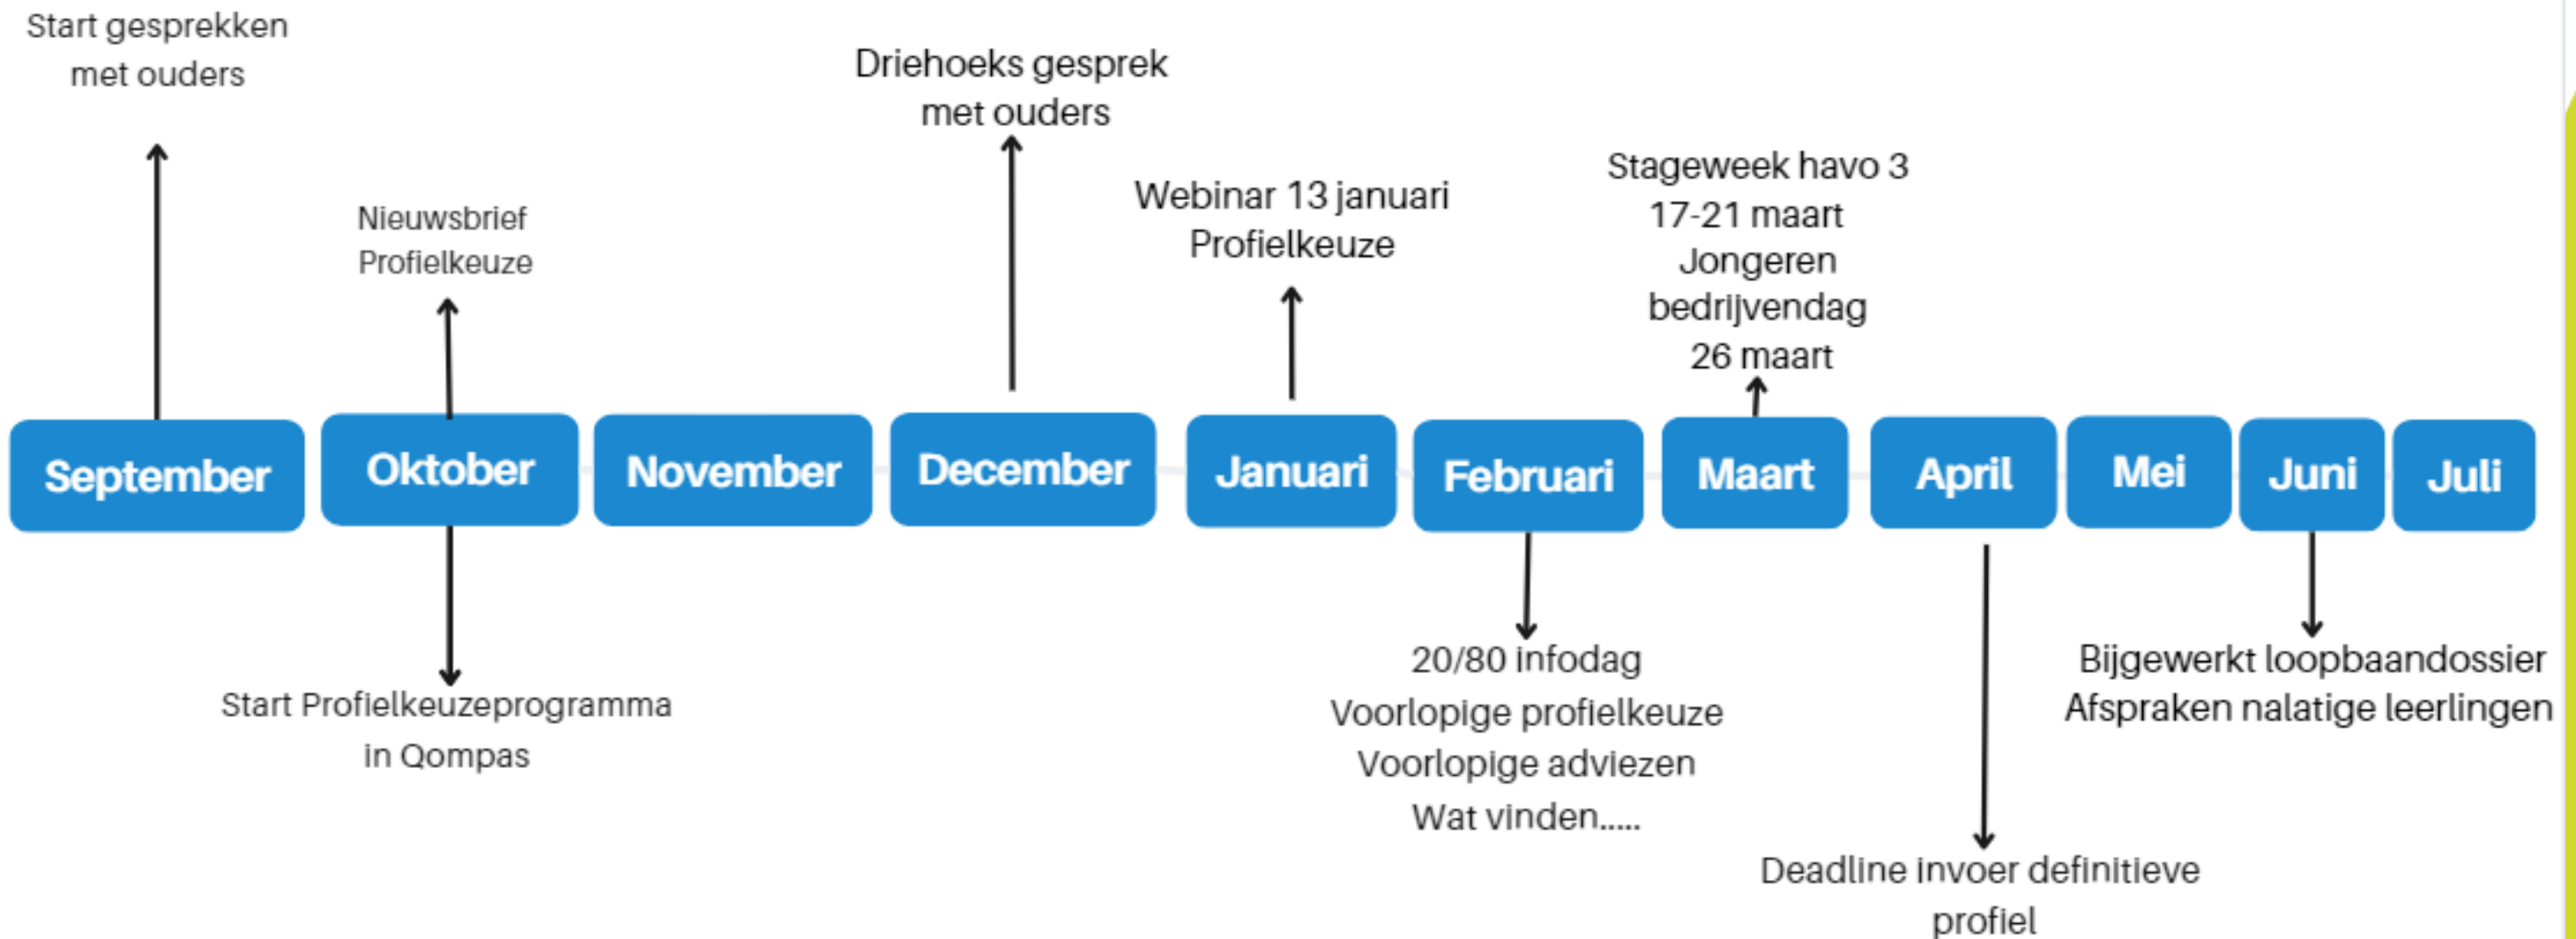 Start gesprekken
met ouders
Nieuwsbrief
Profielkeuze
Driehoeks gesprek
met ouders
Webinar 13 januari
Profielkeuze
Stageweek havo 3
17-21 maart
Jongeren
bedrijvendag
26 maart
September
Oktober
November
December
Januari
Februari
Maart
April
Mei
Juni
Juli
Start Profielkeuzeprogramma
in Qompas
20/80 infodag
Voorlopige profielkeuze
Voorlopige adviezen
Wat vinden.....
Deadline invoer definitieve
profiel
Bijgewerkt loopbaandossier
Afspraken nalatige leerlingen